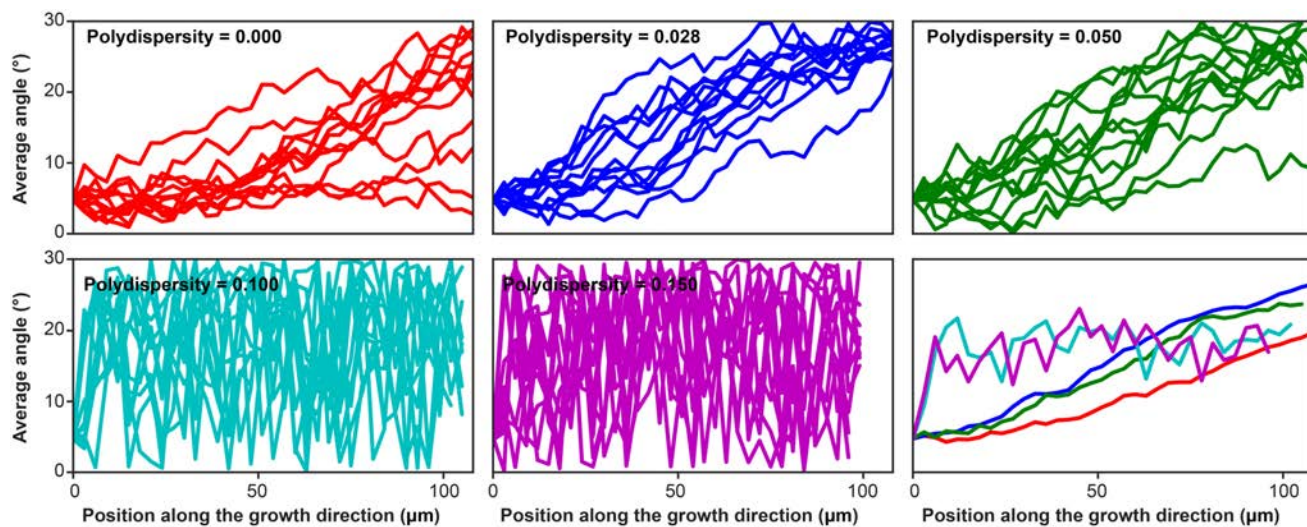 30
20
10
0
Average angle (°)
Polydispersity = 0.000
Polydispersity = 0.028
Polydispersity = 0.050
30
20
10
0
Average angle (°)
Polydispersity = 0.100
Polydispersity = 0.150
0 50 100
0 50 100
0 50 100
Position along the growth direction (µm)
Position along the growth direction (µm)
Position along the growth direction (µm)